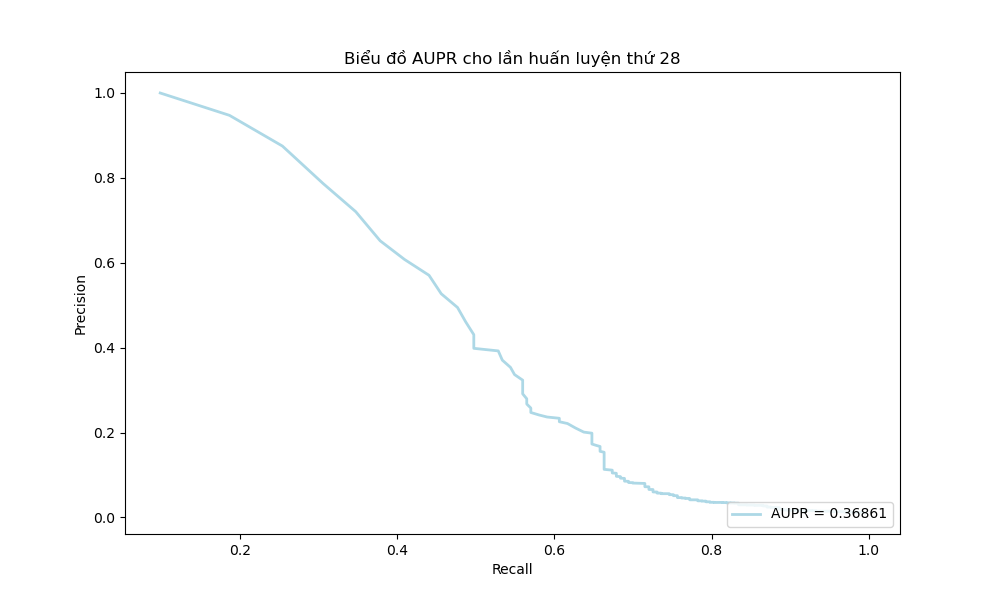 Biểu đồ AUPR cho lần huấn luyện thứ 28
1.0
0.8
0.6
0.4
0.2
0.0
Precision
AUPR = 0.36861
0.2 0.4 0.6 0.8 1.0
Recall